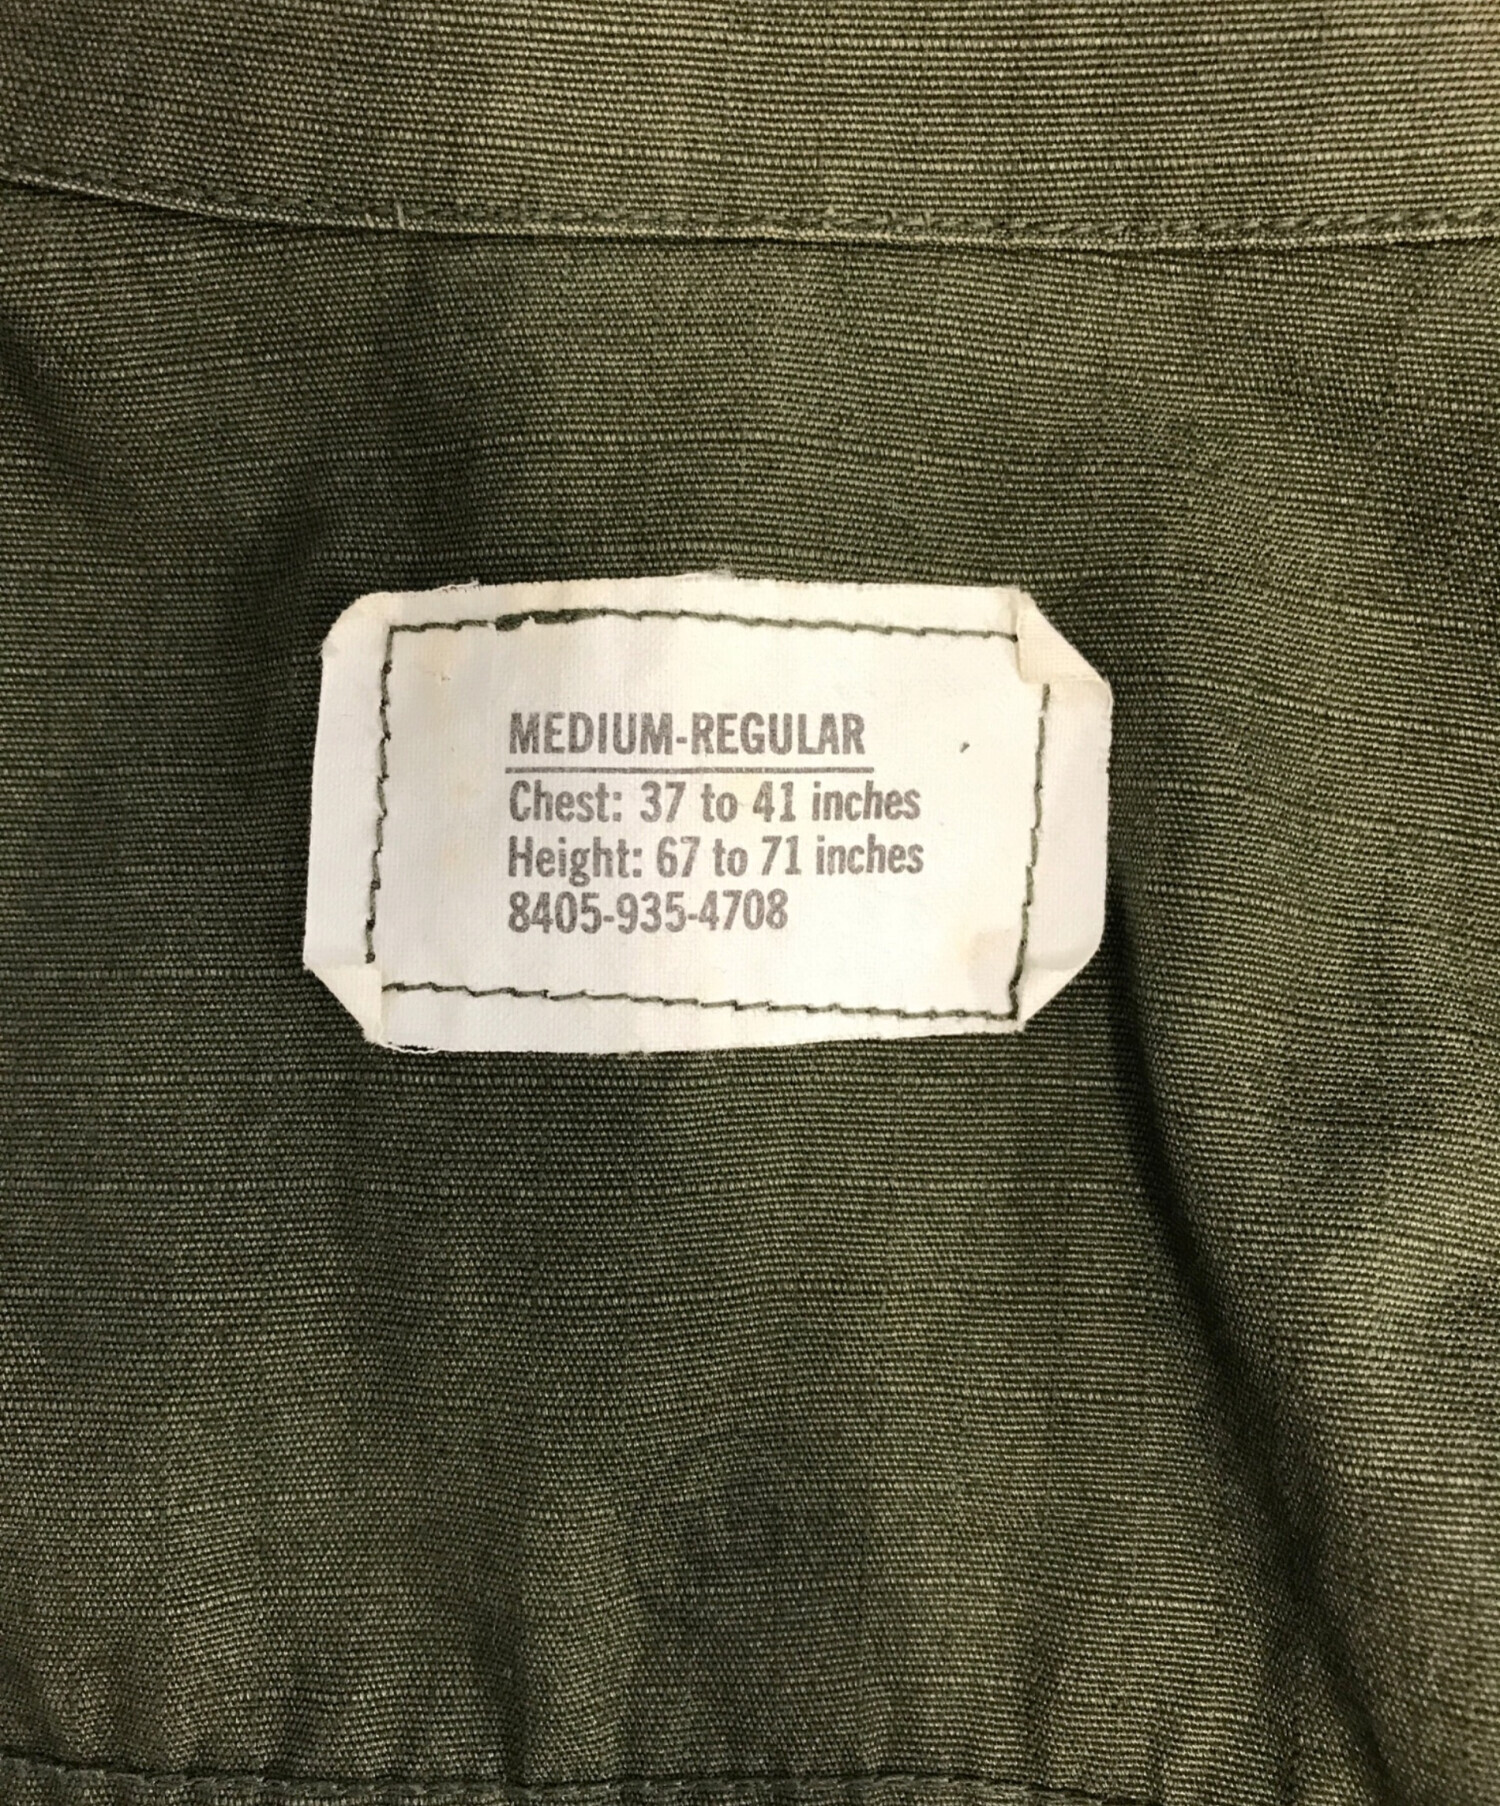 MEDIUM-REGULAR
Chest: 37 to 41 inches
Height: 67 to 71 inches
8405-935-4708